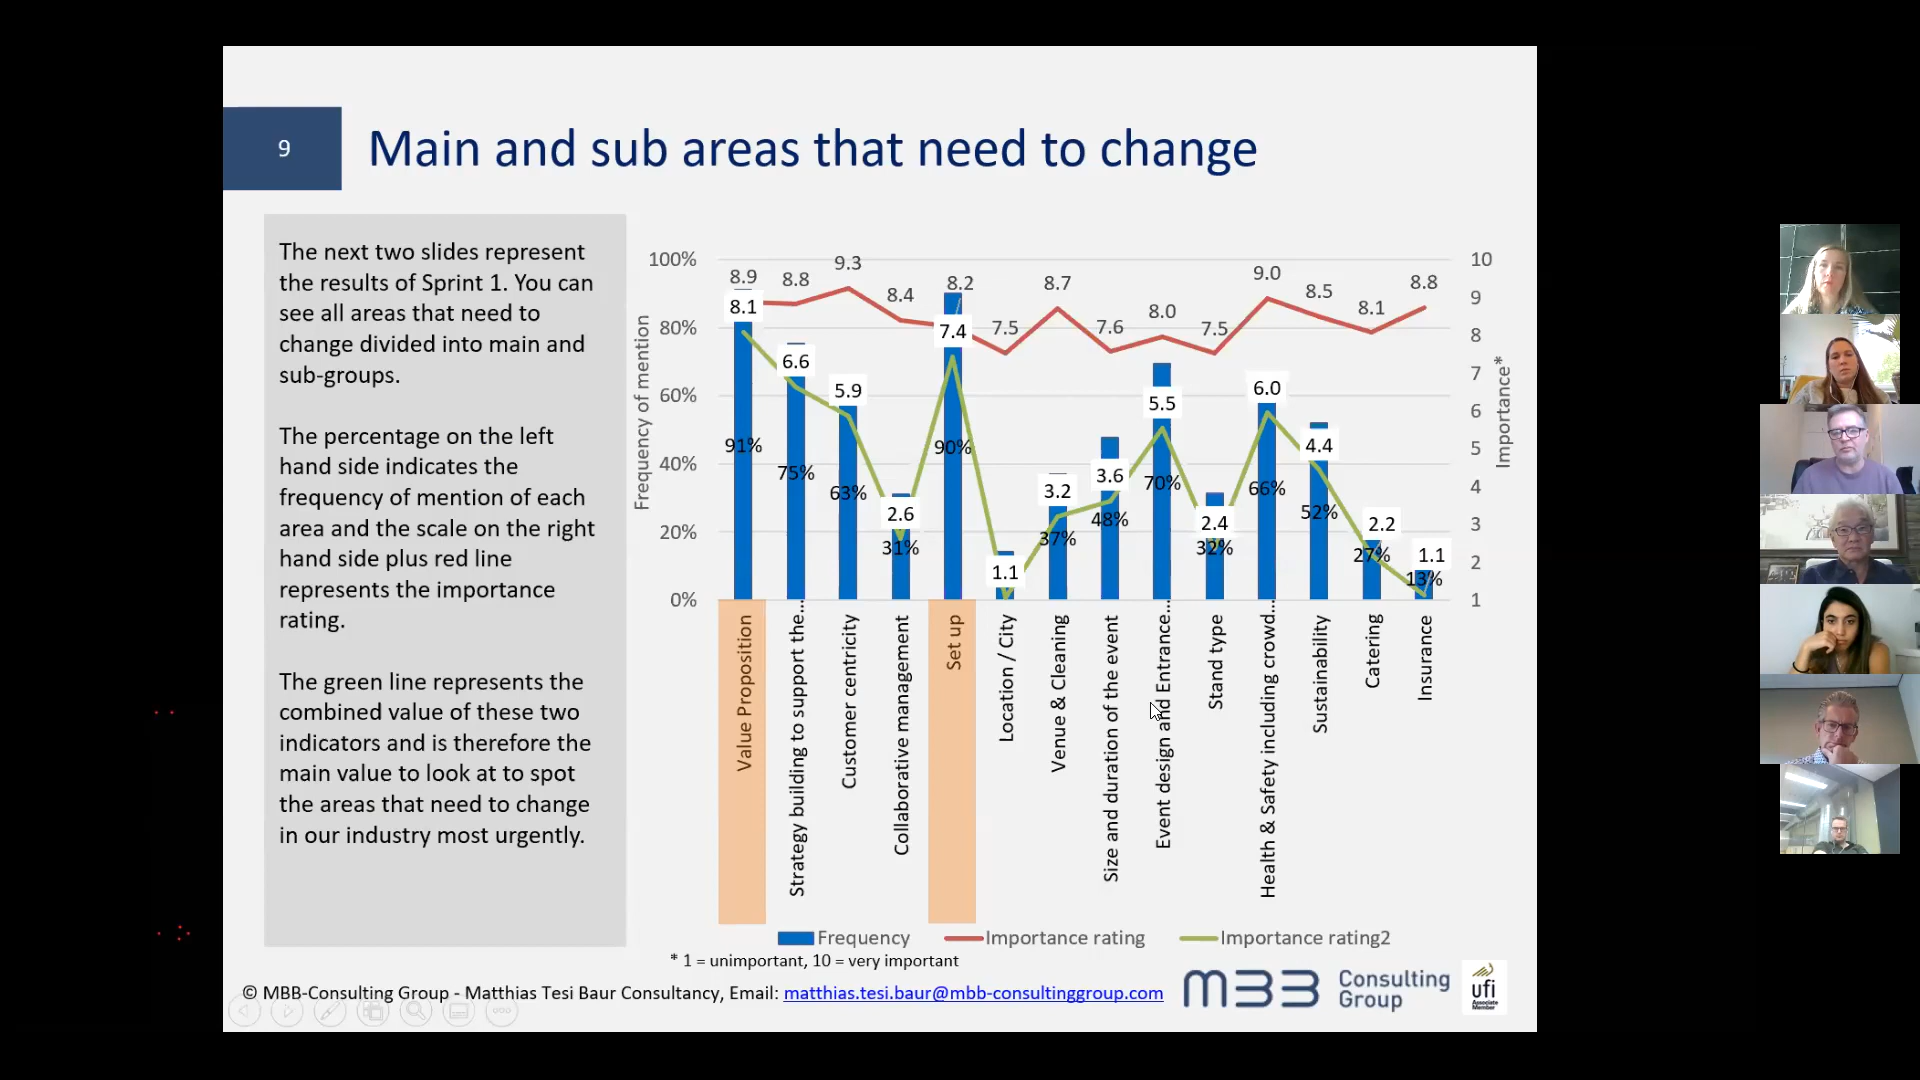 9
Main and sub areas that need to change
The next two slides represent
the results of Sprint 1. You can
see all areas that need to
change divided into main and
sub-groups.
The percentage on the left
hand side indicates the
frequency of mention of each
area and the scale on the right
hand side plus red line
represents the importance
rating.
The green line represents the
combined value of these two
indicators and is therefore the
main value to look at to spot
the areas that need to change
in our industry most urgently.
Frequency of mention
100%
80%
60%
40%
20%
0%
8.9
8.8
9.3
8.4
8.2
7.5
8.7
7.6
8.0
7.5
9.0
8.5
8.1
8.8
8.1
6.6
5.9
2.6
7.4
1.1
3.2
3.6
5.5
2.4
6.0
4.4
2.2
1.1
91%
75%
63%
31%
90%
37%
48%
70%
32%
66%
52%
27%
13%
10
9
8
7
6
5
4
3
2
1
Importance*
Value Proposition
Strategy building to support the...
Customer centricity
Collaborative management
Set up
Location / City
Venue & Cleaning
Size and duration of the event
Event design and Entrance...
Stand type
Health & Safety including crowd...
Sustainability
Catering
Insurance
Frequency
Importance rating
Importance rating2
* 1 = unimportant, 10 = very important
© MBB-Consulting Group - Matthias Tesi Baur Consultancy, Email: matthias.tesi.baur@mbb-consultinggroup.com
MBB Consulting
Group
ufi
Associate
Member